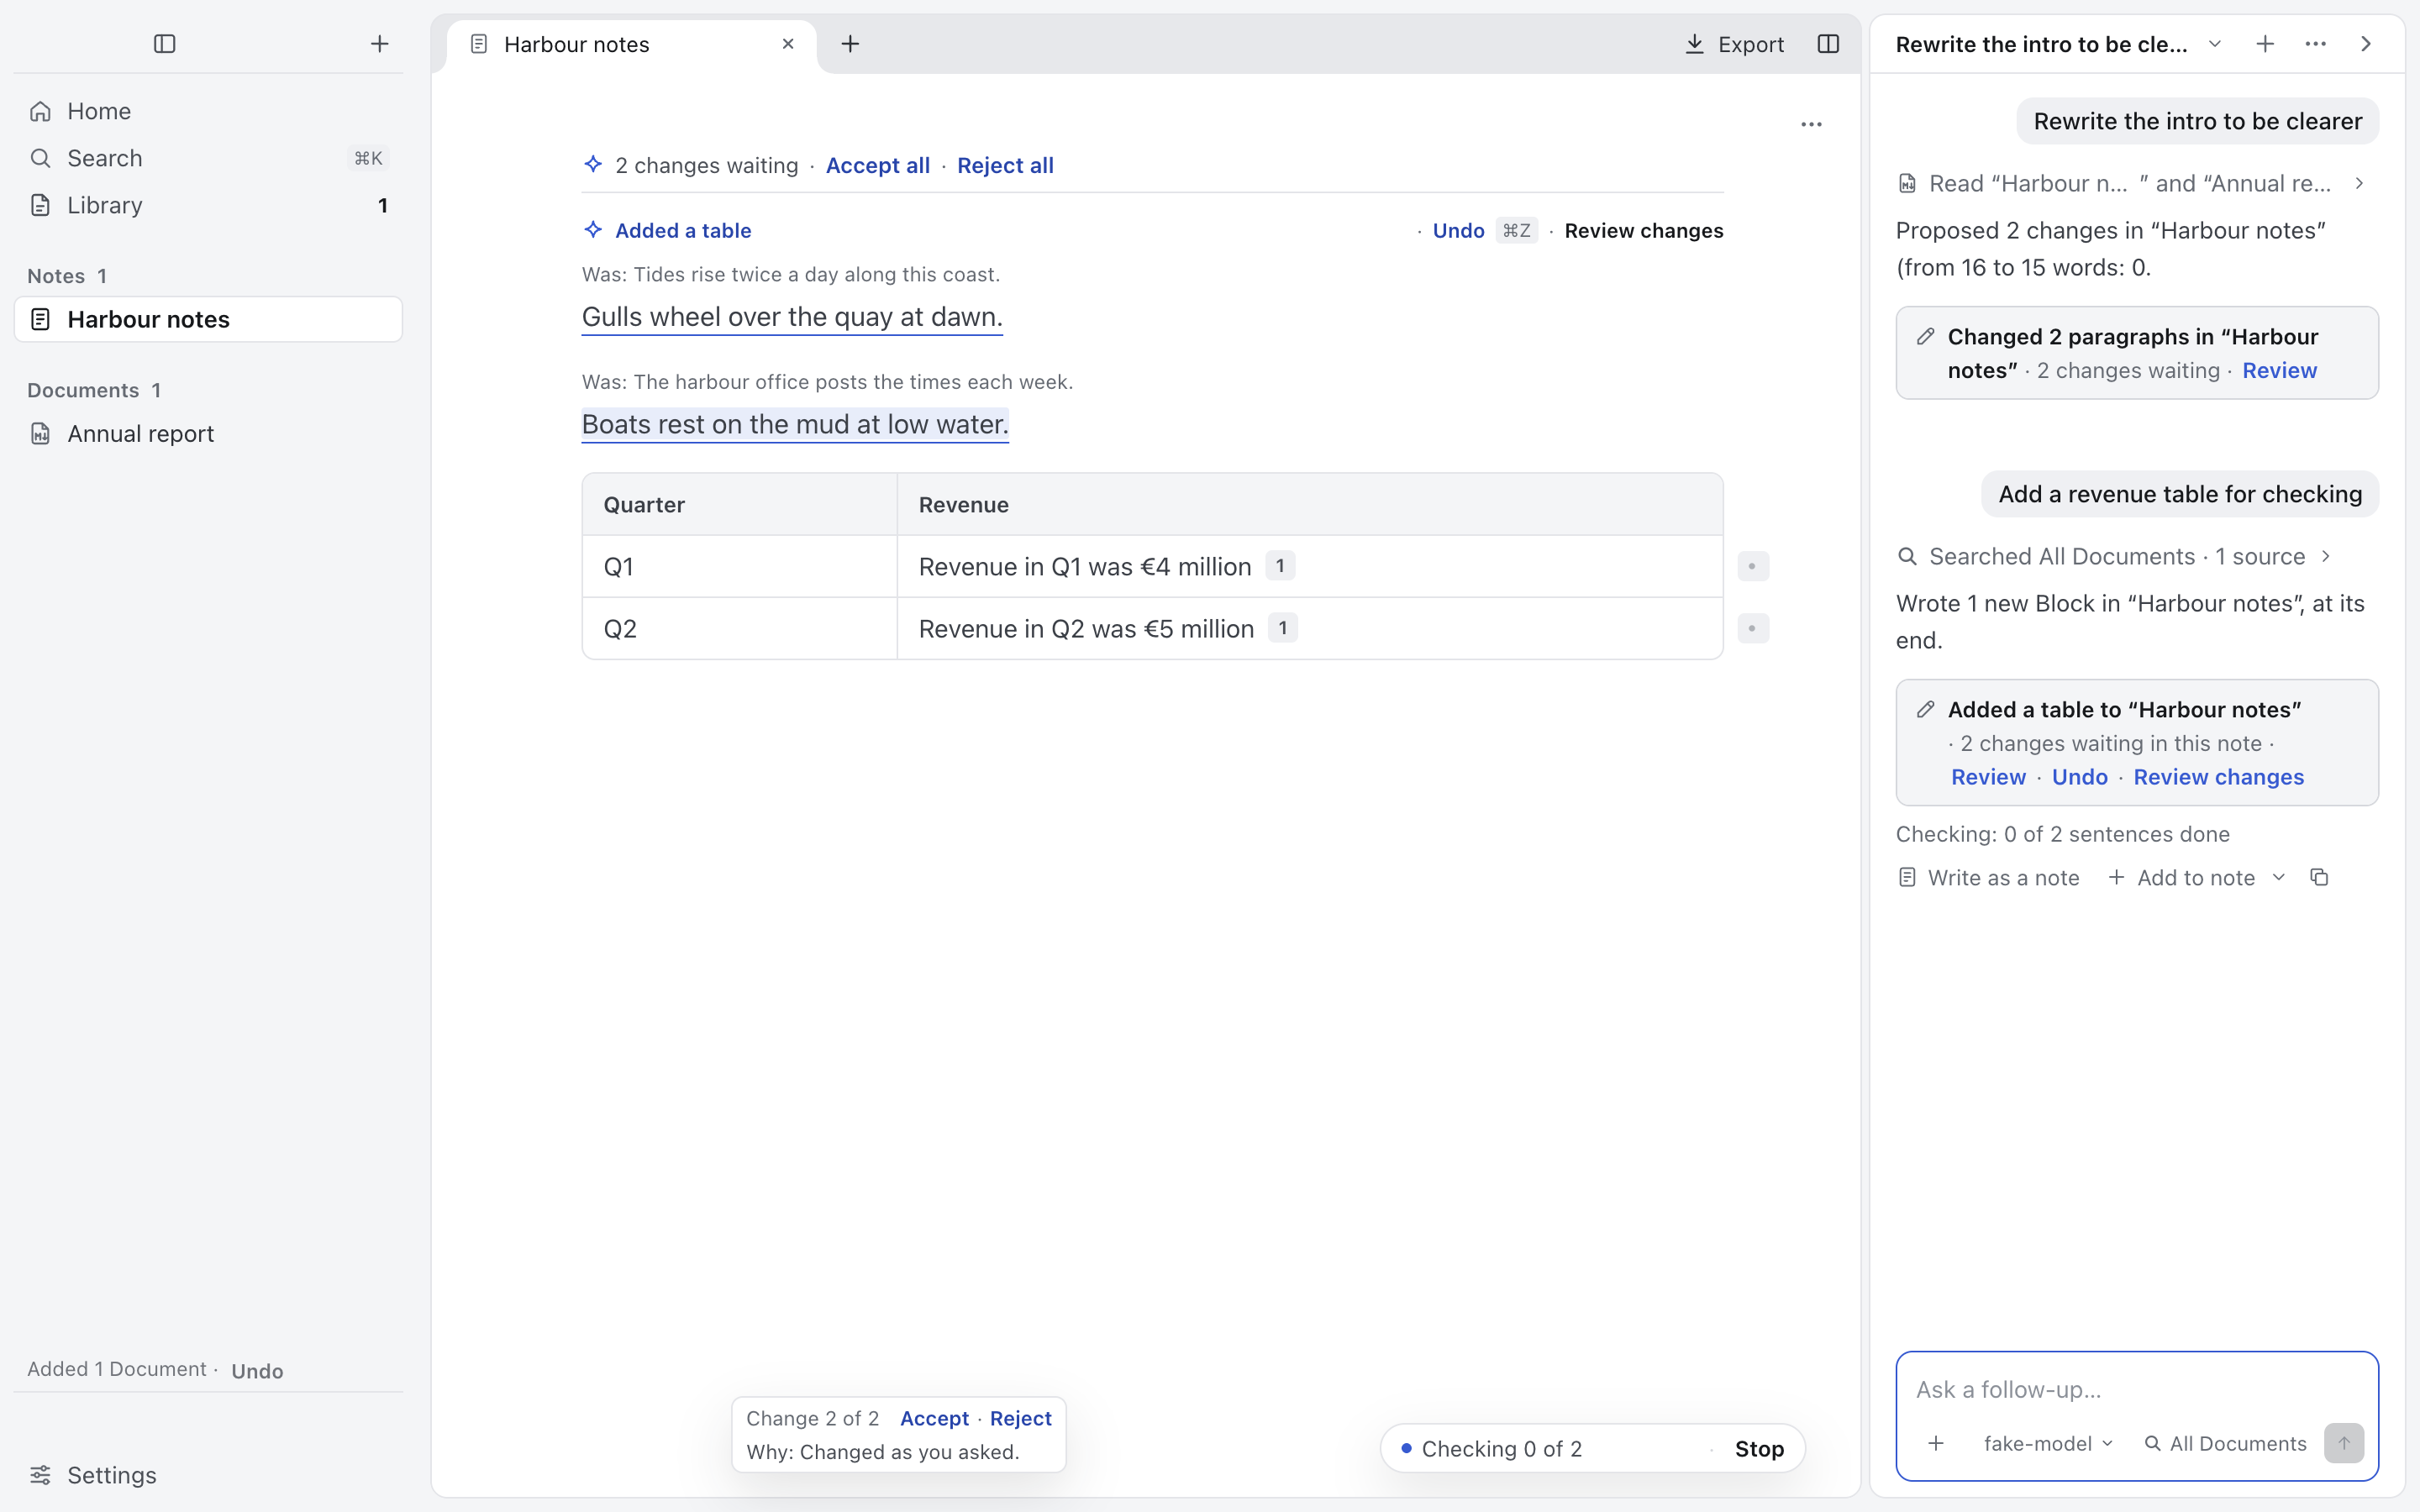 Home
Search ⌘K
Library 1
Notes 1
Harbour notes
Documents 1
Annual report
Added 1 Document · Undo
Settings
Harbour notes
Export
2 changes waiting · Accept all · Reject all
Added a table · Undo ⌘Z · Review changes
Was: Tides rise twice a day along this coast.
Gulls wheel over the quay at dawn.
Was: The harbour office posts the times each week.
Boats rest on the mud at low water.
Quarter Revenue
Q1 Revenue in Q1 was €4 million 1
Q2 Revenue in Q2 was €5 million 1
Change 2 of 2 Accept · Reject
Why: Changed as you asked.
Checking 0 of 2 · Stop
Rewrite the intro to be cle...
Rewrite the intro to be clearer
Read “Harbour n... ” and “Annual re...
Proposed 2 changes in “Harbour notes”
(from 16 to 15 words: 0.
Changed 2 paragraphs in “Harbour
notes” · 2 changes waiting · Review
Add a revenue table for checking
Searched All Documents · 1 source
Wrote 1 new Block in “Harbour notes”, at its
end.
Added a table to “Harbour notes”
· 2 changes waiting in this note ·
Review · Undo · Review changes
Checking: 0 of 2 sentences done
Write as a note + Add to note
Ask a follow-up...
fake-model All Documents